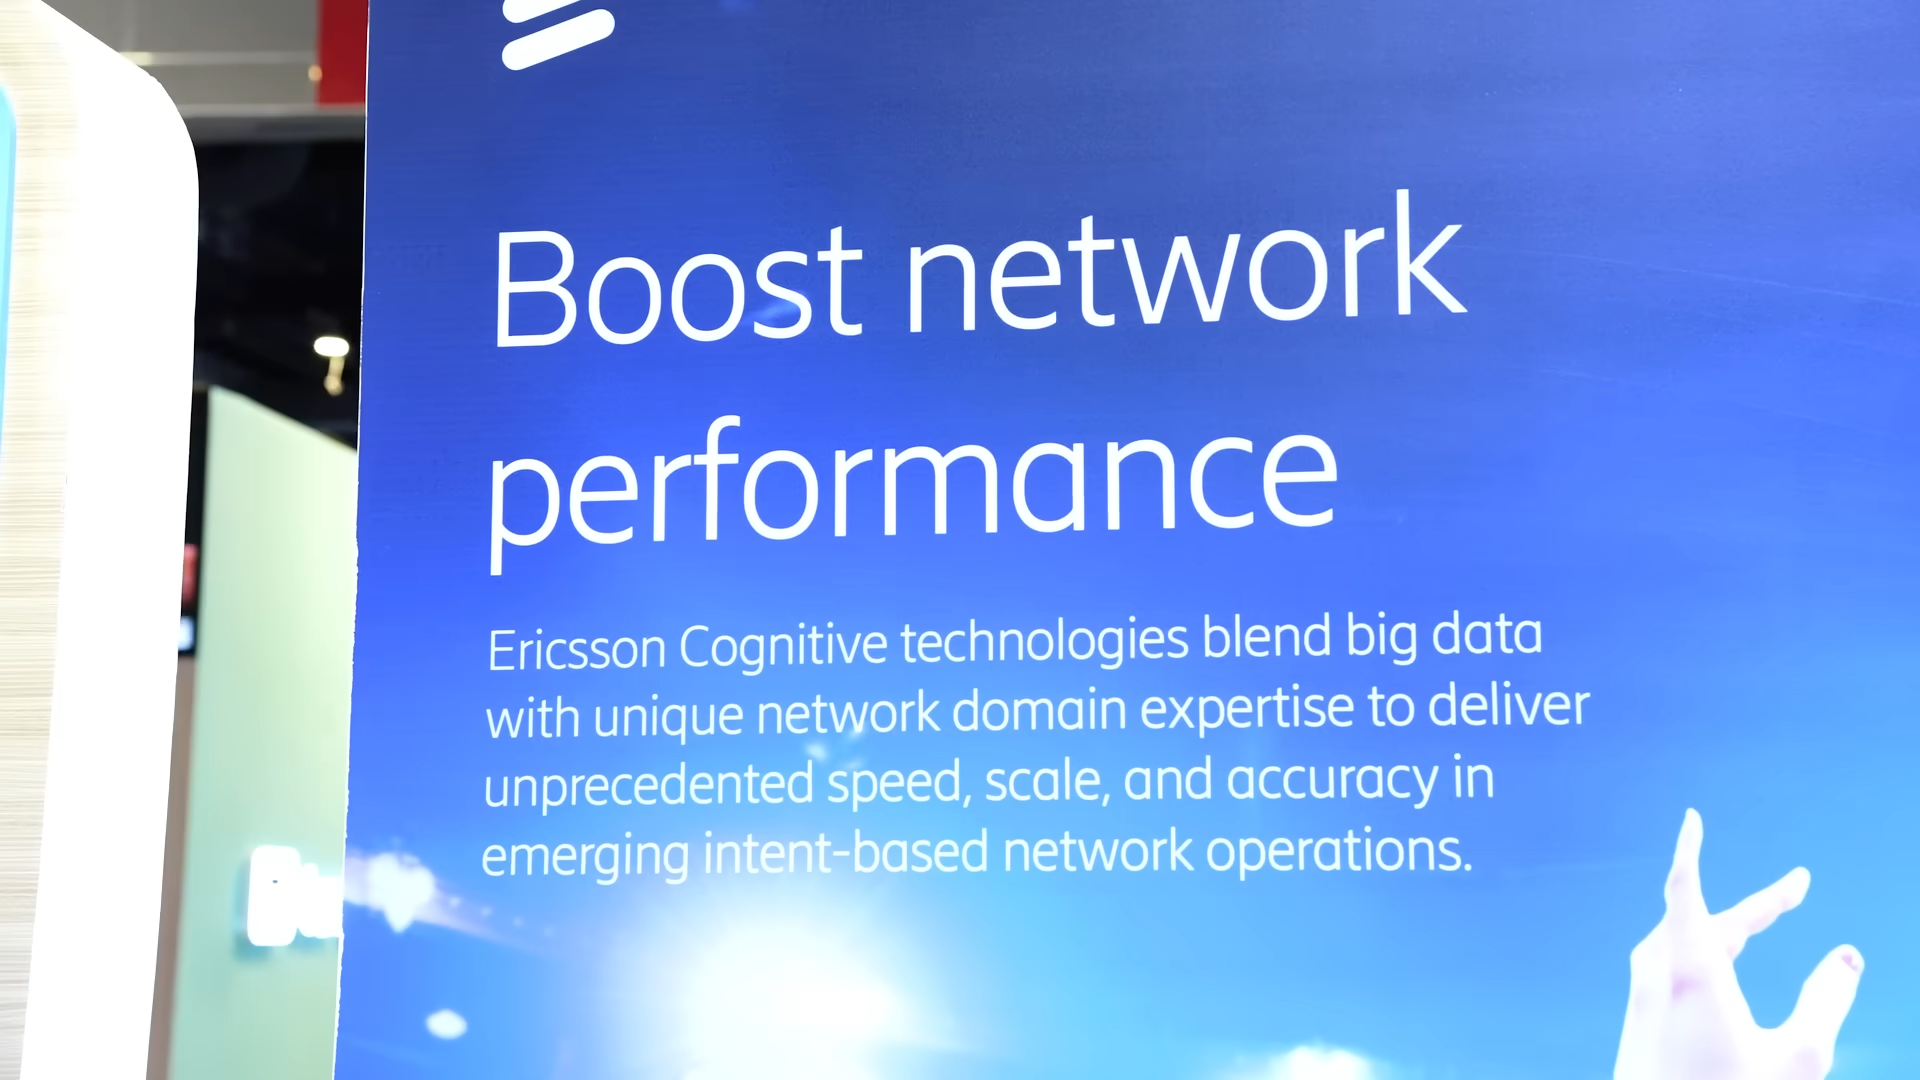 Boost network
performance
Ericsson Cognitive technologies blend big data
with unique network domain expertise to deliver
unprecedented speed, scale, and accuracy in
emerging intent-based network operations.